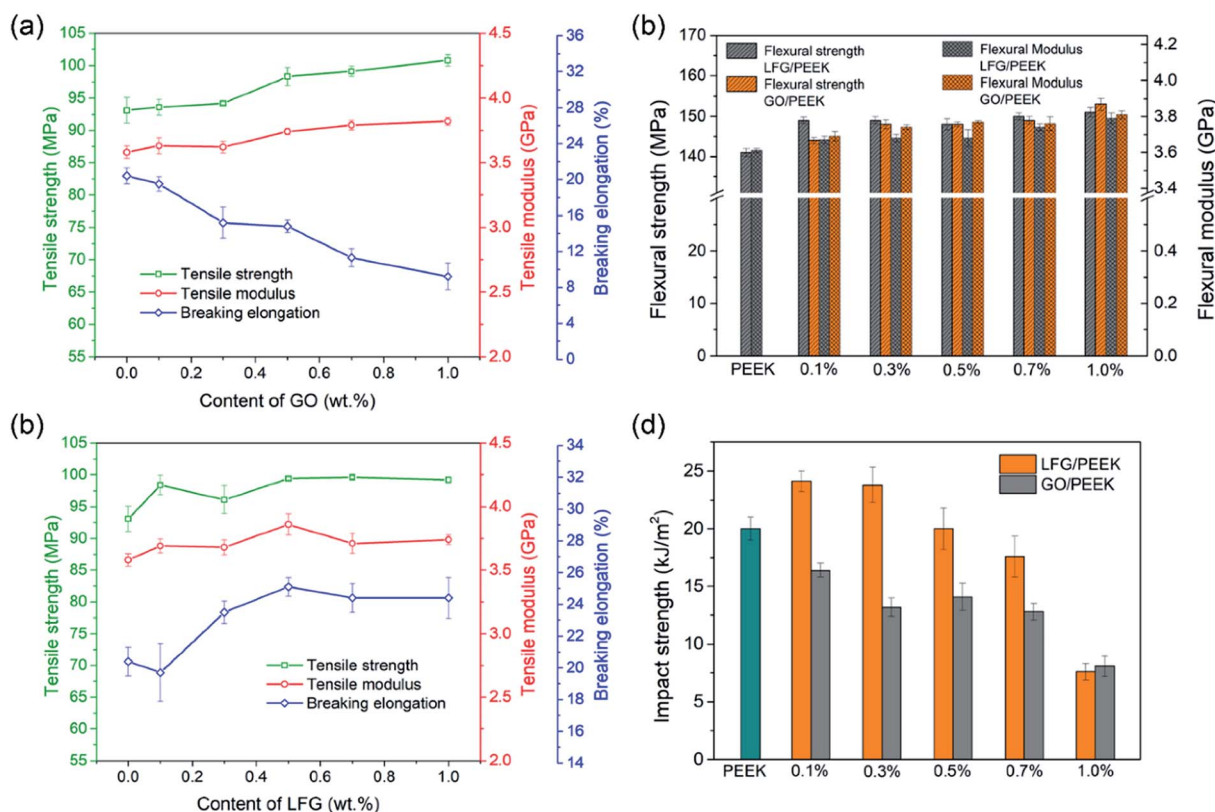 (a)
105
100
95
90
85
80
75
70
65
60
55
Tensile strength (MPa)
Tensile strength
Tensile modulus
Breaking elongation
0.0 0.2 0.4 0.6 0.8 1.0
Content of GO (wt.%)
4.5
4.0
3.5
3.0
2.5
2.0
Tensile modulus (GPa)
36
32
28
24
20
16
12
8
4
0
Breaking elongation (%)
(b)
170
160
150
140
20
10
0
Flexural strength (MPa)
Flexural strength
LFG/PEEK
Flexural strength
GO/PEEK
Flexural Modulus
LFG/PEEK
Flexural Modulus
GO/PEEK
PEEK 0.1% 0.3% 0.5% 0.7% 1.0%
4.2
4.0
3.8
3.6
3.4
0.4
0.2
0.0
Flexural modulus (GPa)
(b)
105
100
95
90
85
80
75
70
65
60
55
Tensile strength (MPa)
Tensile strength
Tensile modulus
Breaking elongation
0.0 0.2 0.4 0.6 0.8 1.0
Content of LFG (wt.%)
4.5
4.0
3.5
3.0
2.5
2.0
Tensile modulus (GPa)
34
32
30
28
26
24
22
20
18
16
14
Breaking elongation (%)
(d)
25
20
15
10
5
0
Impact strength (kJ/m²)
LFG/PEEK
GO/PEEK
PEEK 0.1% 0.3% 0.5% 0.7% 1.0%